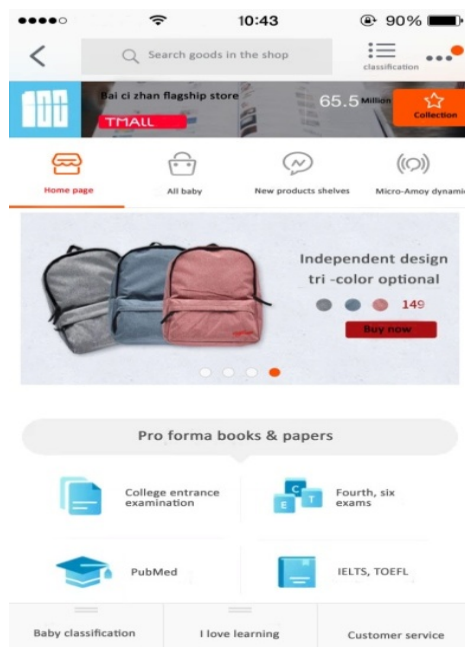 10:43
90%
Search goods in the shop
classification
Bai ci zhan flagship store
TMALL
65.5 Million
Collection
Home page
All baby
New products shelves
Micro-Amoy dynamic
Independent design
tri -color optional
149
Buy now
Pro forma books & papers
College entrance
examination
C
E T
Fourth, six
exams
PubMed
IELTS, TOEFL
Baby classification
I love learning
Customer service